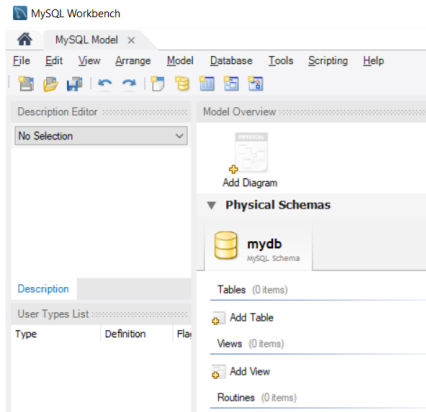 MySQL Workbench
MySQL Model ×
File Edit View Arrange Model Database Tools Scripting Help
Description Editor
Model Overview
No Selection
Add Diagram
Physical Schemas
mydb
MySQL Schema
Description
Tables (0 items)
Add Table
User Types List
Type Definition Flag
Views (0 items)
Add View
Routines (0 items)